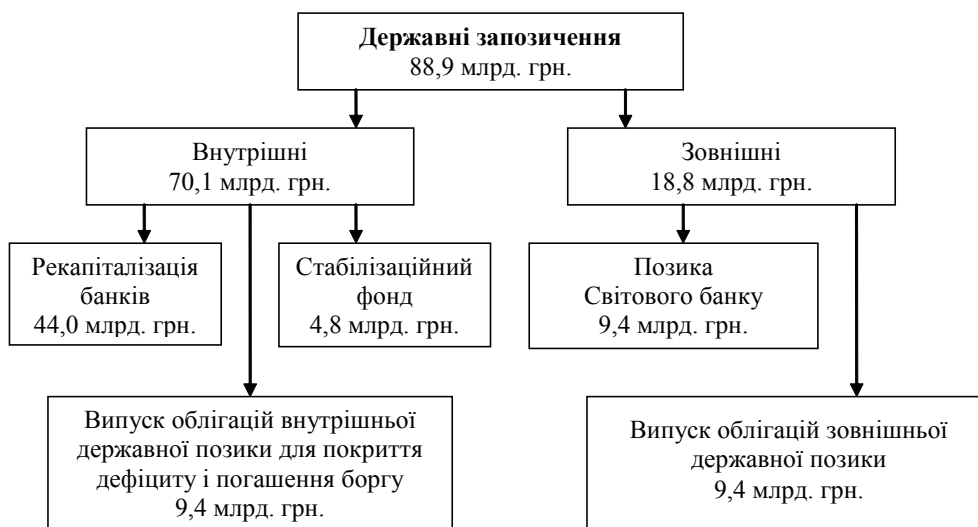 Державні запозичення
88,9 млрд. грн.
Внутрішні
70,1 млрд. грн.
Зовнішні
18,8 млрд. грн.
Рекапіталізація
банків
44,0 млрд. грн.
Стабілізаційний
фонд
4,8 млрд. грн.
Позика
Світового банку
9,4 млрд. грн.
Випуск облігацій внутрішньої
державної позики для покриття
дефіциту і погашення боргу
9,4 млрд. грн.
Випуск облігацій зовнішньої
державної позики
9,4 млрд. грн.